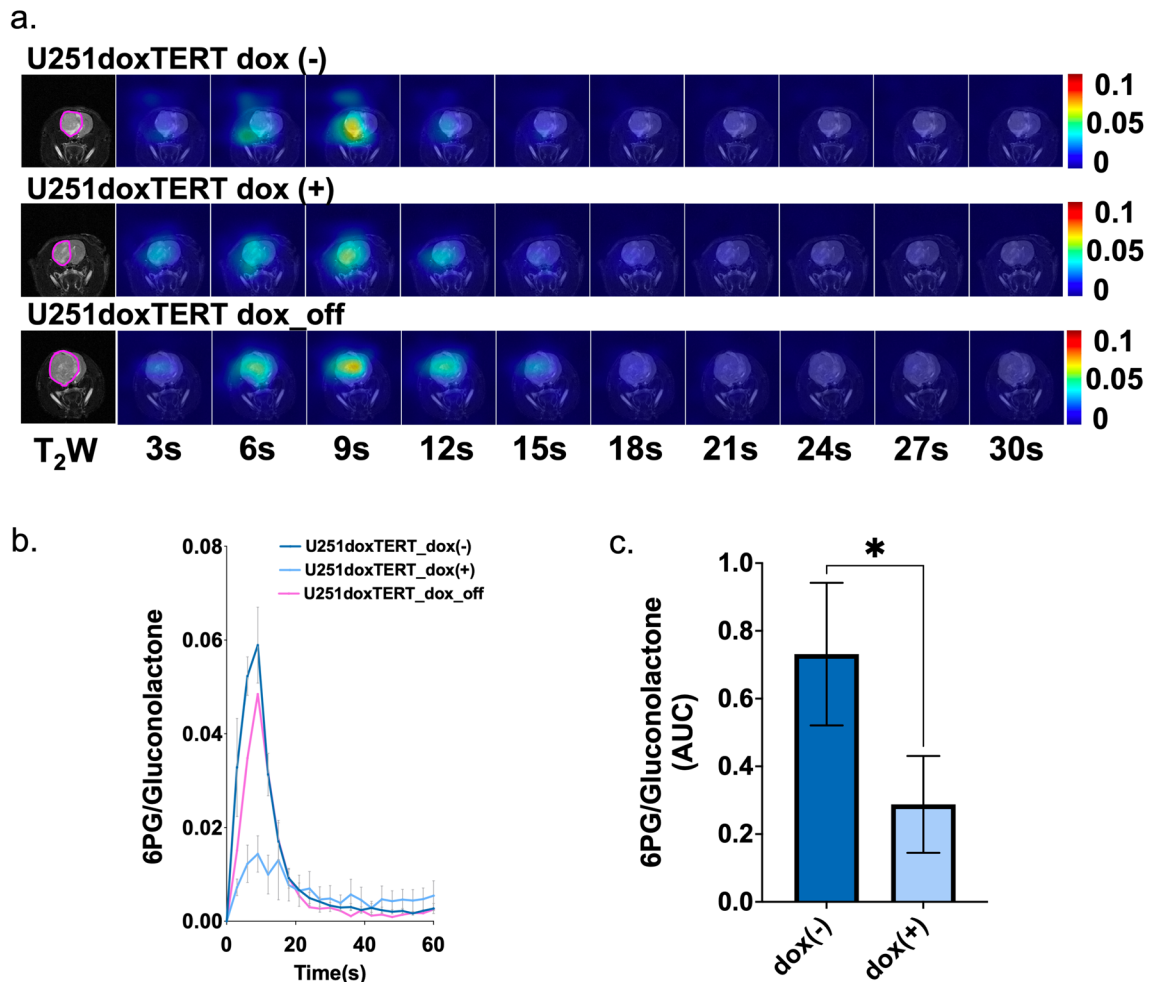 a.
U251doxTERT dox (-)
0.1
0.05
0
U251doxTERT dox (+)
0.1
0.05
0
U251doxTERT dox_off
0.1
0.05
0
T₂W 3s 6s 9s 12s 15s 18s 21s 24s 27s 30s
b.
6PG/Gluconolactone
0.08
0.06
0.04
0.02
0.00
U251doxTERT_dox(-)
U251doxTERT_dox(+)
U251doxTERT_dox_off
0 20 40 60
Time(s)
c.
6PG/Gluconolactone
(AUC)
1.0
0.8
0.6
0.4
0.2
0.0
*
dox(-) dox(+)